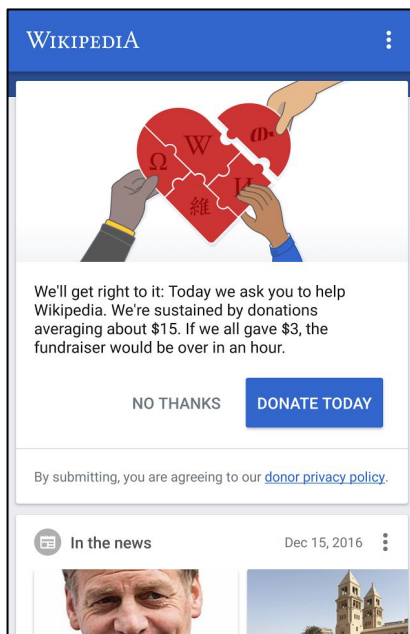 WIKIPEDIA
Ω W
維 И
We'll get right to it: Today we ask you to help
Wikipedia. We're sustained by donations
averaging about $15. If we all gave $3, the
fundraiser would be over in an hour.
NO THANKS
DONATE TODAY
By submitting, you are agreeing to our donor privacy policy.
In the news
Dec 15, 2016